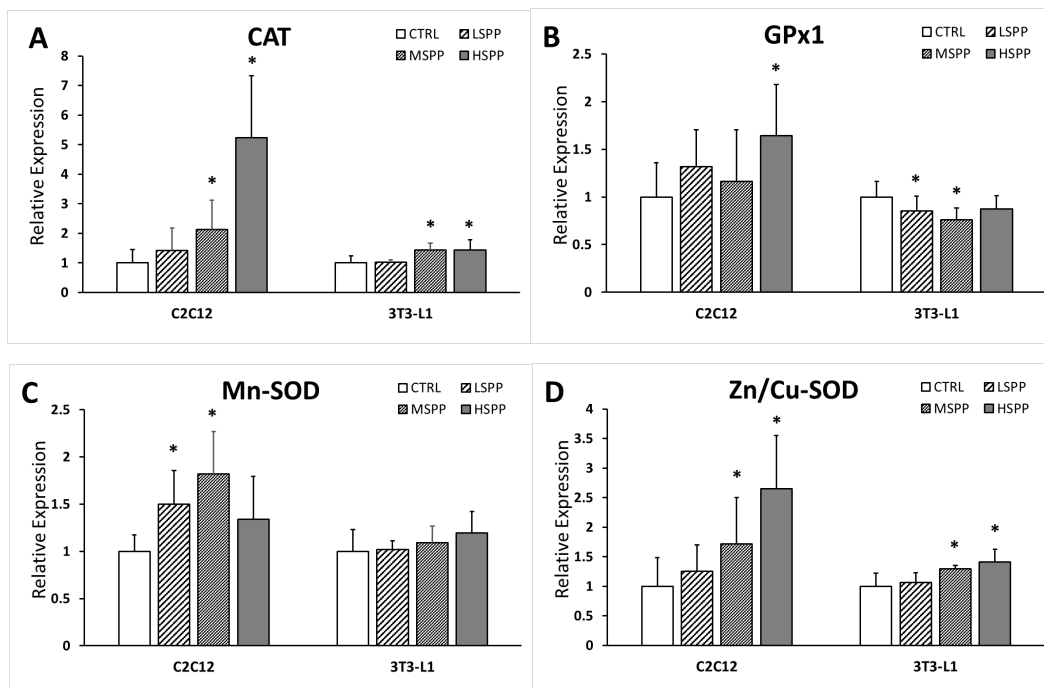 A
CAT
CTRL LSPP
MSPP HSPP
Relative Expression
8
7
6
5
4
3
2
1
0
* * * *
C2C12 3T3-L1
B
GPx1
CTRL LSPP
MSPP HSPP
Relative Expression
2.5
2
1.5
1
0.5
0
* * *
C2C12 3T3-L1
C
Mn-SOD
CTRL LSPP
MSPP HSPP
Relative Expression
2.5
2
1.5
1
0.5
0
* *
C2C12 3T3-L1
D
Zn/Cu-SOD
CTRL LSPP
MSPP HSPP
Relative Expression
4
3.5
3
2.5
2
1.5
1
0.5
0
* * * *
C2C12 3T3-L1